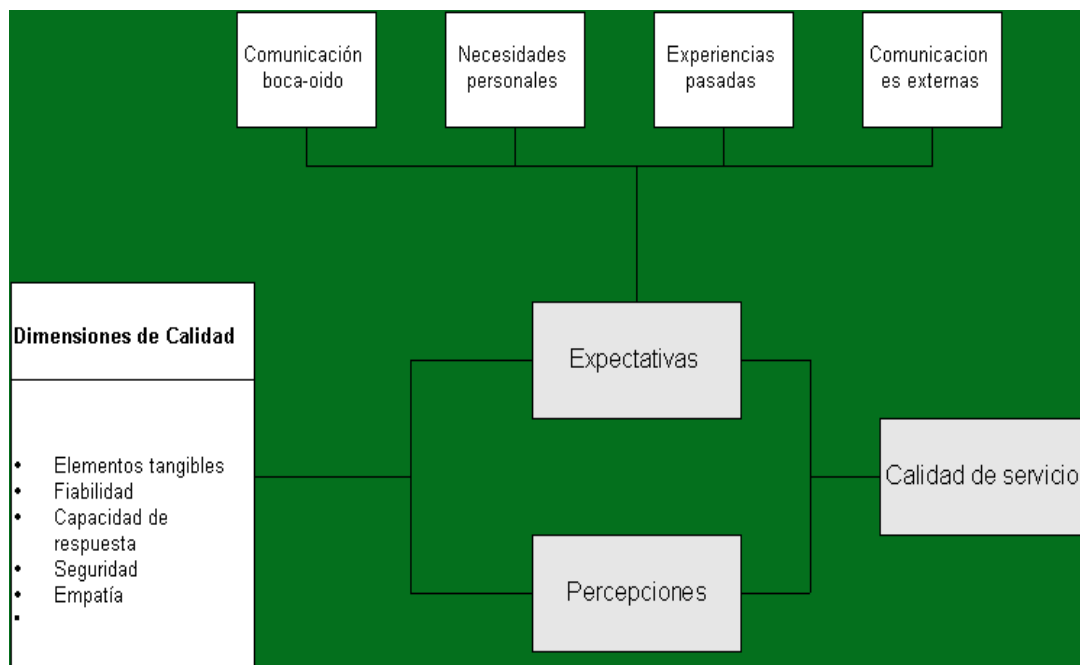 Comunicación
boca-oido
Necesidades
personales
Experiencias
pasadas
Comunicacion
es externas
Dimensiones de Calidad
• Elementos tangibles
• Fiabilidad
• Capacidad de
respuesta
• Seguridad
• Empatía
•
Expectativas
Percepciones
Calidad de servicio